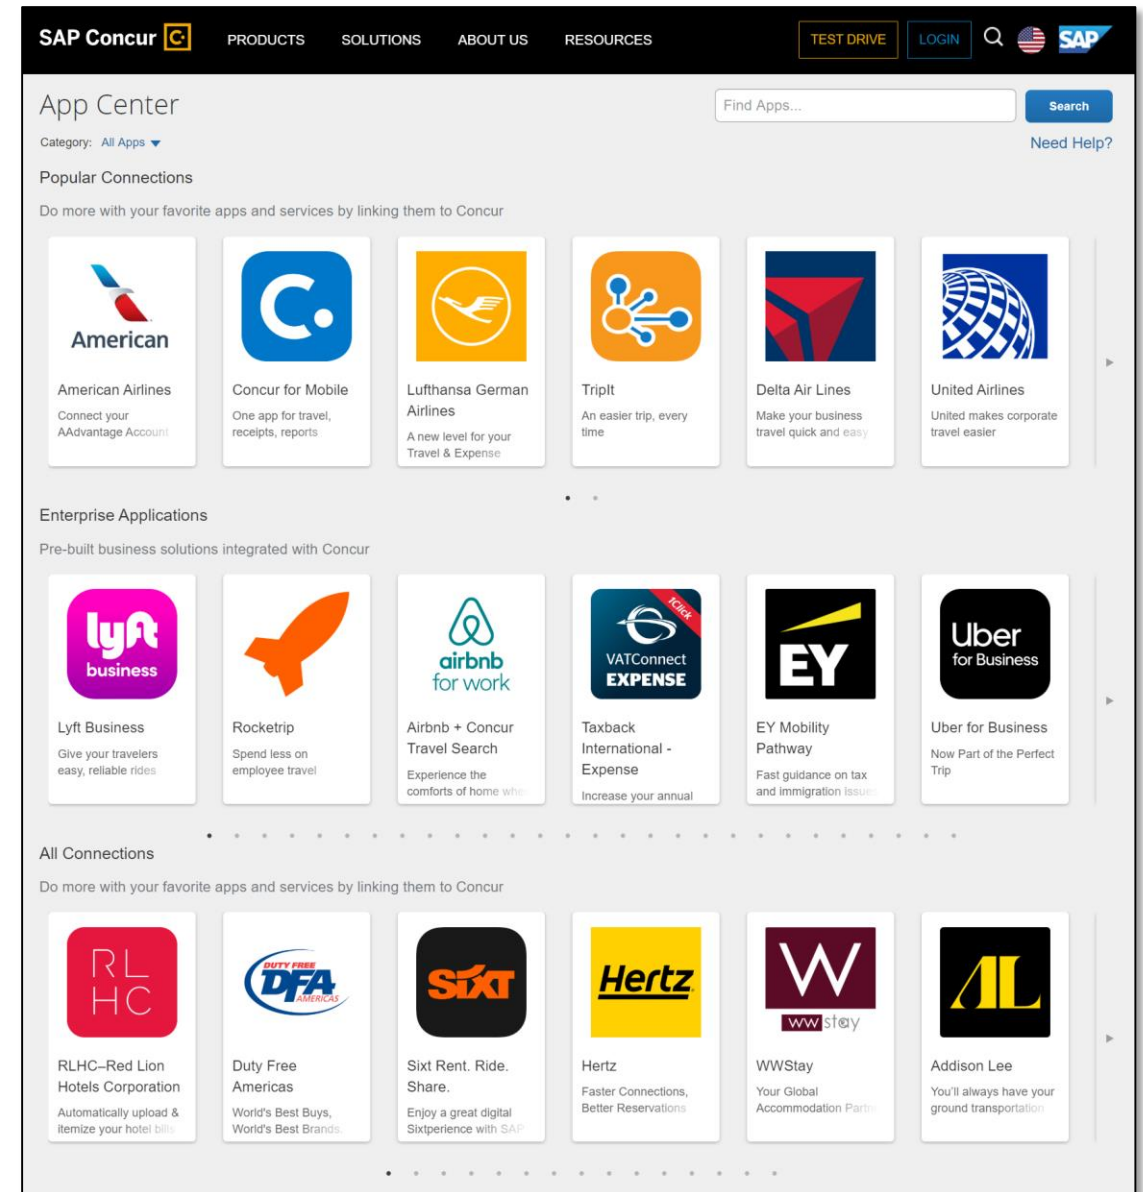 SAP Concur C.
PRODUCTS SOLUTIONS ABOUT US RESOURCES TEST DRIVE LOGIN SAP
App Center
Find Apps... Search
Category: All Apps
Need Help?
Popular Connections
Do more with your favorite apps and services by linking them to Concur
American
C.
American Airlines
Connect your
AAdvantage Account
Concur for Mobile
One app for travel,
receipts, reports
Lufthansa German
Airlines
A new level for your
Travel & Expense
TripIt
An easier trip, every
time
Delta Air Lines
Make your business
travel quick and easy
United Airlines
United makes corporate
travel easier
Enterprise Applications
Pre-built business solutions integrated with Concur
lyft
business
Lyft Business
Give your travelers
easy, reliable rides
Rocketrip
Spend less on
employee travel
airbnb
for work
Airbnb + Concur
Travel Search
Experience the
comforts of home
1Click
VATConnect
EXPENSE
Taxback
International -
Expense
Increase your annual
EY
EY Mobility
Pathway
Fast guidance on tax
and immigration issues
Uber
for Business
Uber for Business
Now Part of the Perfect
Trip
All Connections
Do more with your favorite apps and services by linking them to Concur
RL
HC
RLHC–Red Lion
Hotels Corporation
Automatically upload &
itemize your hotel bills
DUTY FREE
DFA
AMERICAS
Duty Free
Americas
World's Best Buys,
World's Best Brands.
SIXT
Sixt Rent. Ride.
Share.
Enjoy a great digital
Sixtperience with SAP
Hertz
Hertz
Faster Connections,
Better Reservations
W
wwstay
WWStay
Your Global
Accommodation
AL
Addison Lee
You'll always have your
ground transportation